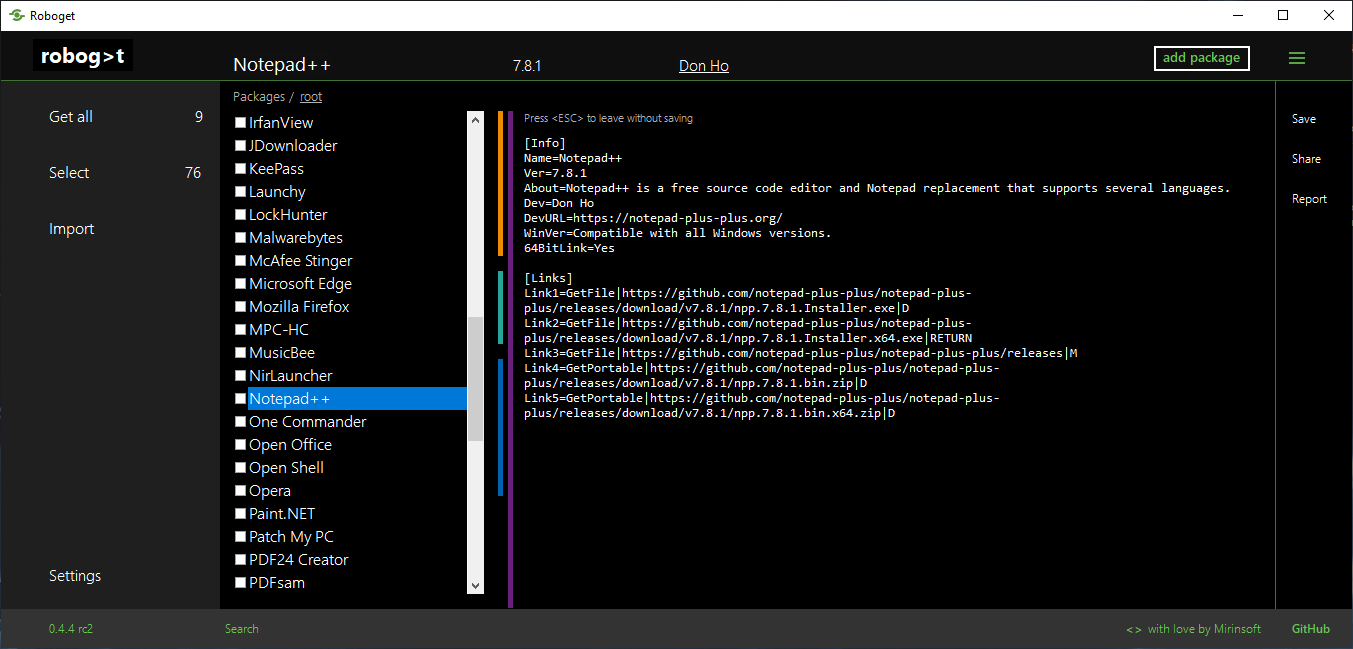 Roboget
robog>t
Notepad++ 7.8.1 Don Ho
add package
Get all 9
Select 76
Import
Settings
Packages / root
IrfanView
JDownloader
KeePass
Launchy
LockHunter
Malwarebytes
McAfee Stinger
Microsoft Edge
Mozilla Firefox
MPC-HC
MusicBee
NirLauncher
Notepad++
One Commander
Open Office
Open Shell
Opera
Paint.NET
Patch My PC
PDF24 Creator
PDFsam
Press <ESC> to leave without saving
[Info]
Name=Notepad++
Ver=7.8.1
About=Notepad++ is a free source code editor and Notepad replacement that supports several languages.
Dev=Don Ho
DevURL=https://notepad-plus-plus.org/
WinVer=Compatible with all Windows versions.
64BitLink=Yes
[Links]
Link1=GetFile|https://github.com/notepad-plus-plus/notepad-plus-
plus/releases/download/v7.8.1/npp.7.8.1.Installer.exe|D
Link2=GetFile|https://github.com/notepad-plus-plus/notepad-plus-
plus/releases/download/v7.8.1/npp.7.8.1.Installer.x64.exe|RETURN
Link3=GetFile|https://github.com/notepad-plus-plus/notepad-plus-plus/releases|M
Link4=GetPortable|https://github.com/notepad-plus-plus/notepad-plus-
plus/releases/download/v7.8.1/npp.7.8.1.bin.zip|D
Link5=GetPortable|https://github.com/notepad-plus-plus/notepad-plus-
plus/releases/download/v7.8.1/npp.7.8.1.bin.x64.zip|D
Save
Share
Report
0.4.4 rc2
Search
<> with love by Mirinsoft
GitHub